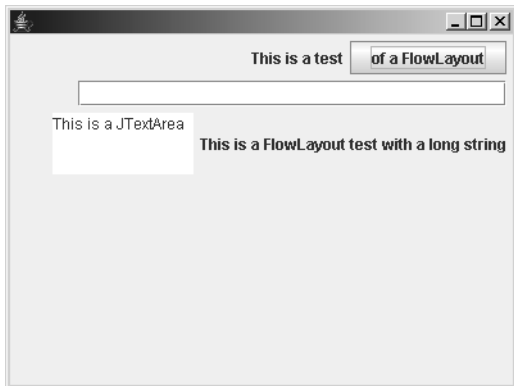 This is a test of a FlowLayout
This is a JTextArea
This is a FlowLayout test with a long string